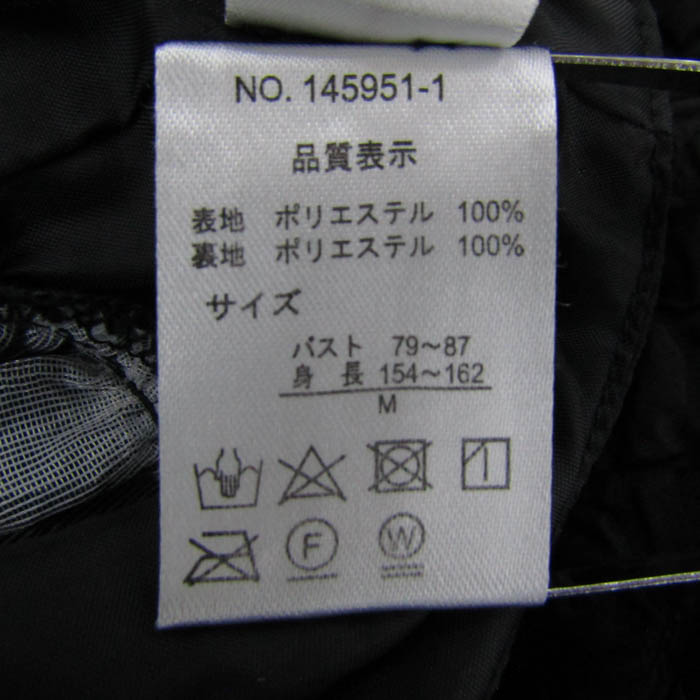 NO. 145951-1
品質表示
表地 ポリエステル 100%
裏地 ポリエステル 100%
サイズ
バスト 79〜87
身 長 154〜162
M
F W